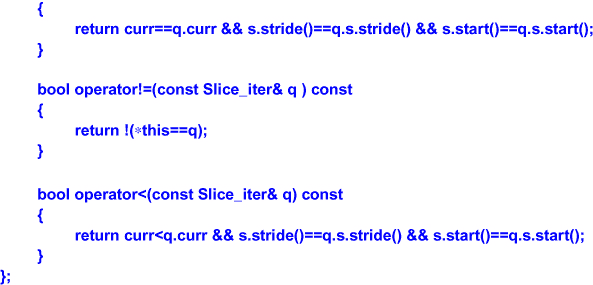 {
return curr==q.curr && s.stride()==q.s.stride() && s.start()==q.s.start();
}
bool operator!=(const Slice_iter& q ) const
{
return !(∗this==q);
}
bool operator<(const Slice_iter& q) const
{
return curr<q.curr && s.stride()==q.s.stride() && s.start()==q.s.start();
}
};